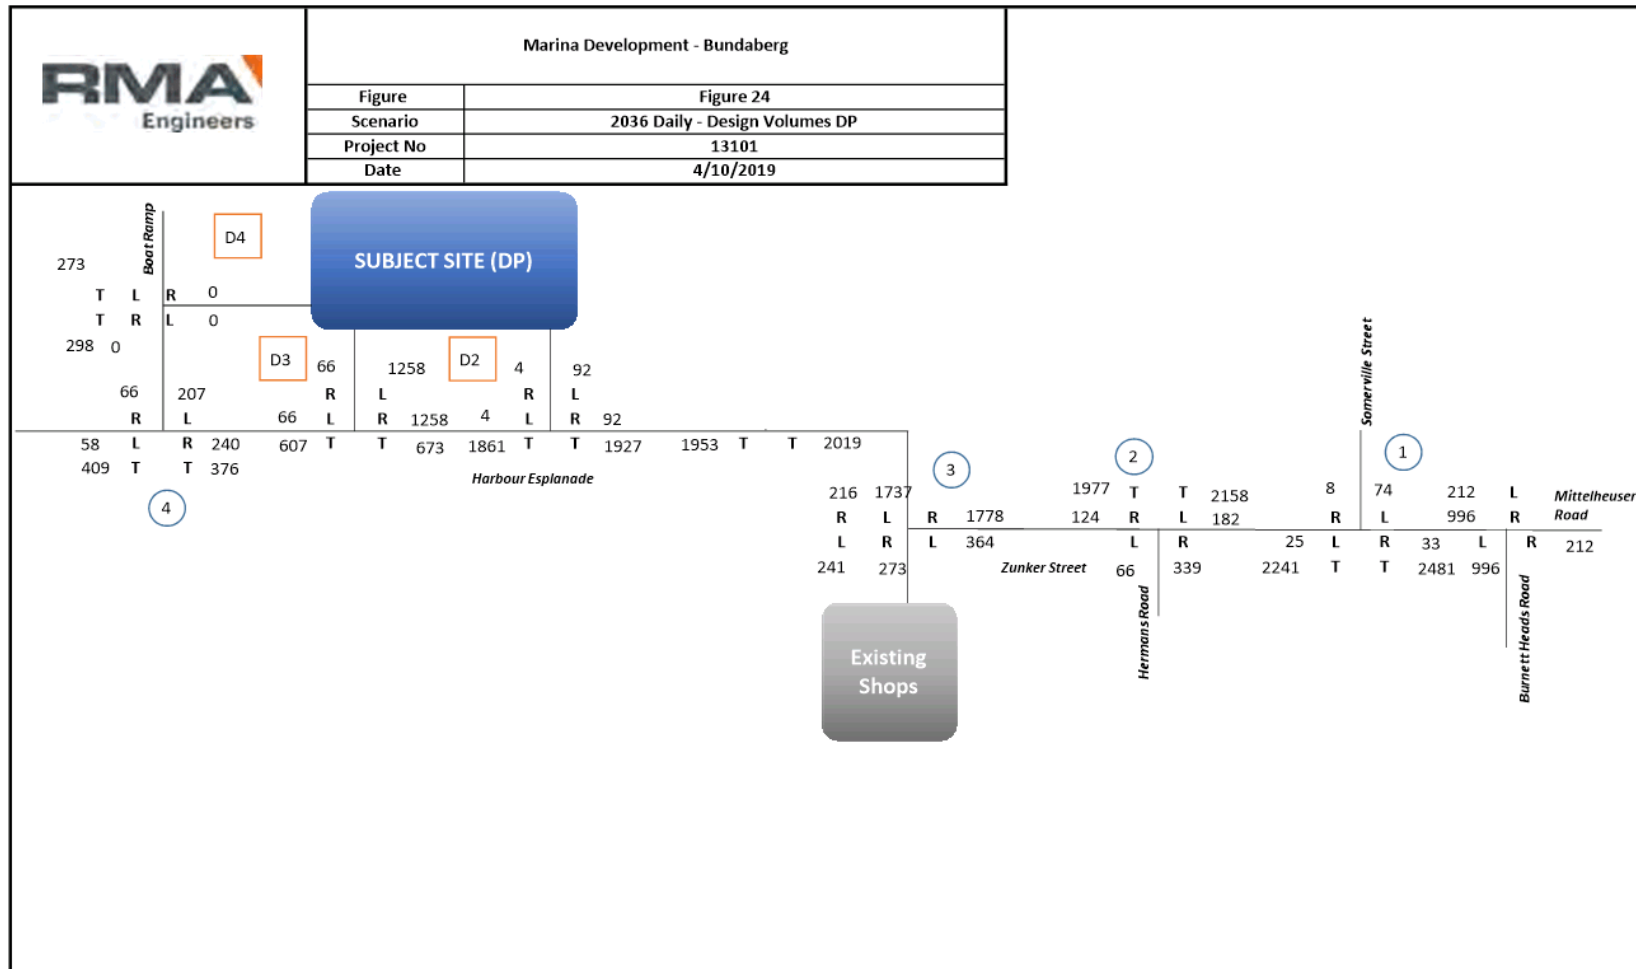 RMA
Engineers
Marina Development - Bundaberg
Figure Figure 24
Scenario 2036 Daily - Design Volumes DP
Project No 13101
Date 4/10/2019
Boat Ramp
D4
SUBJECT SITE (DP)
273
T L R 0
T R L 0
298 0
D3 66 1258 D2 4 92
66 207 R L R L
R L 66 L R 1258 4 L R 92
58 L R 240 607 T T 673 1861 T T 1927 1953 T T 2019
409 T T 376
Harbour Esplanade
4
3
2
1
Somerville Street
216 1737 1977 T T 2158 8 74 212 L
R L R 1778 124 R L 182 R L 996 R
Mittelheuser
Road
L R L 364 L R 25 L R 33 L R 212
241 273 Zunker Street 66 339 2241 T T 2481 996
Hermans Road
Burnett Heads Road
Existing
Shops